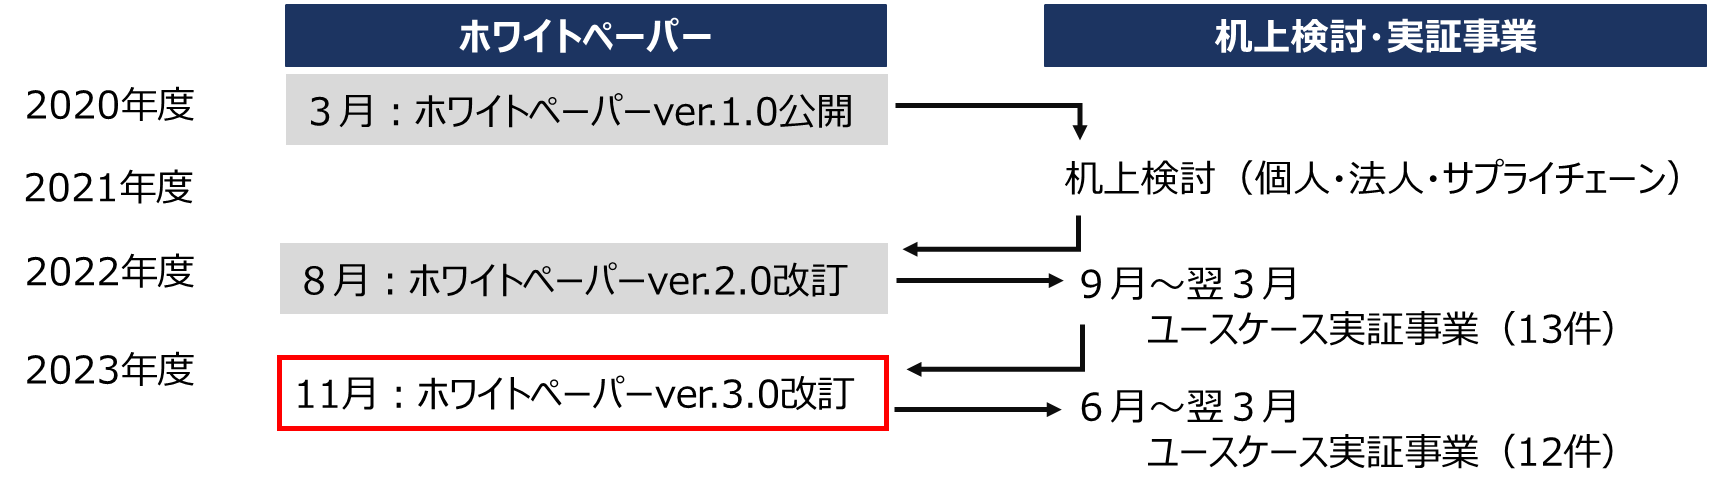 ホワイトペーパー
机上検討・実証事業
2020年度
３月：ホワイトペーパーver.1.0公開
2021年度
机上検討（個人・法人・サプライチェーン）
2022年度
８月：ホワイトペーパーver.2.0改訂
９月～翌３月
ユースケース実証事業（13件）
2023年度
11月：ホワイトペーパーver.3.0改訂
６月～翌３月
ユースケース実証事業（12件）